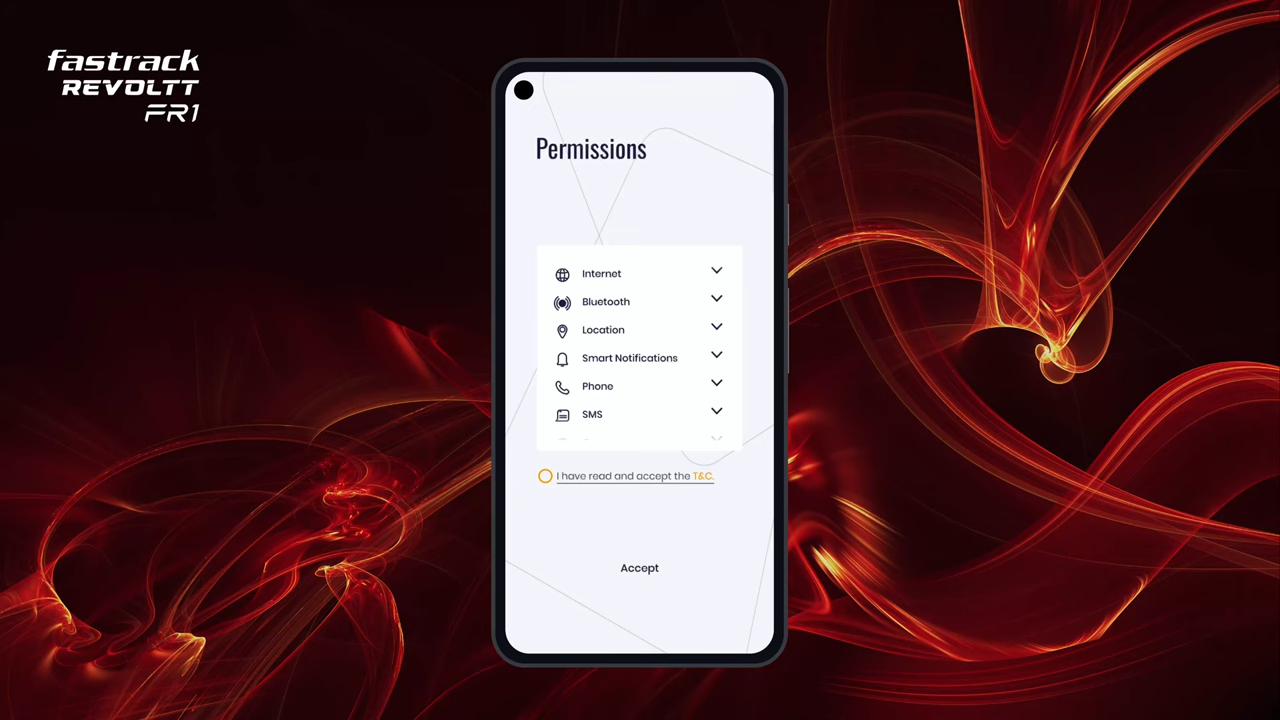 fastrack
REVOLTT
FR1
Permissions
Internet
Bluetooth
Location
Smart Notifications
Phone
SMS
I have read and accept the T&C.
Accept